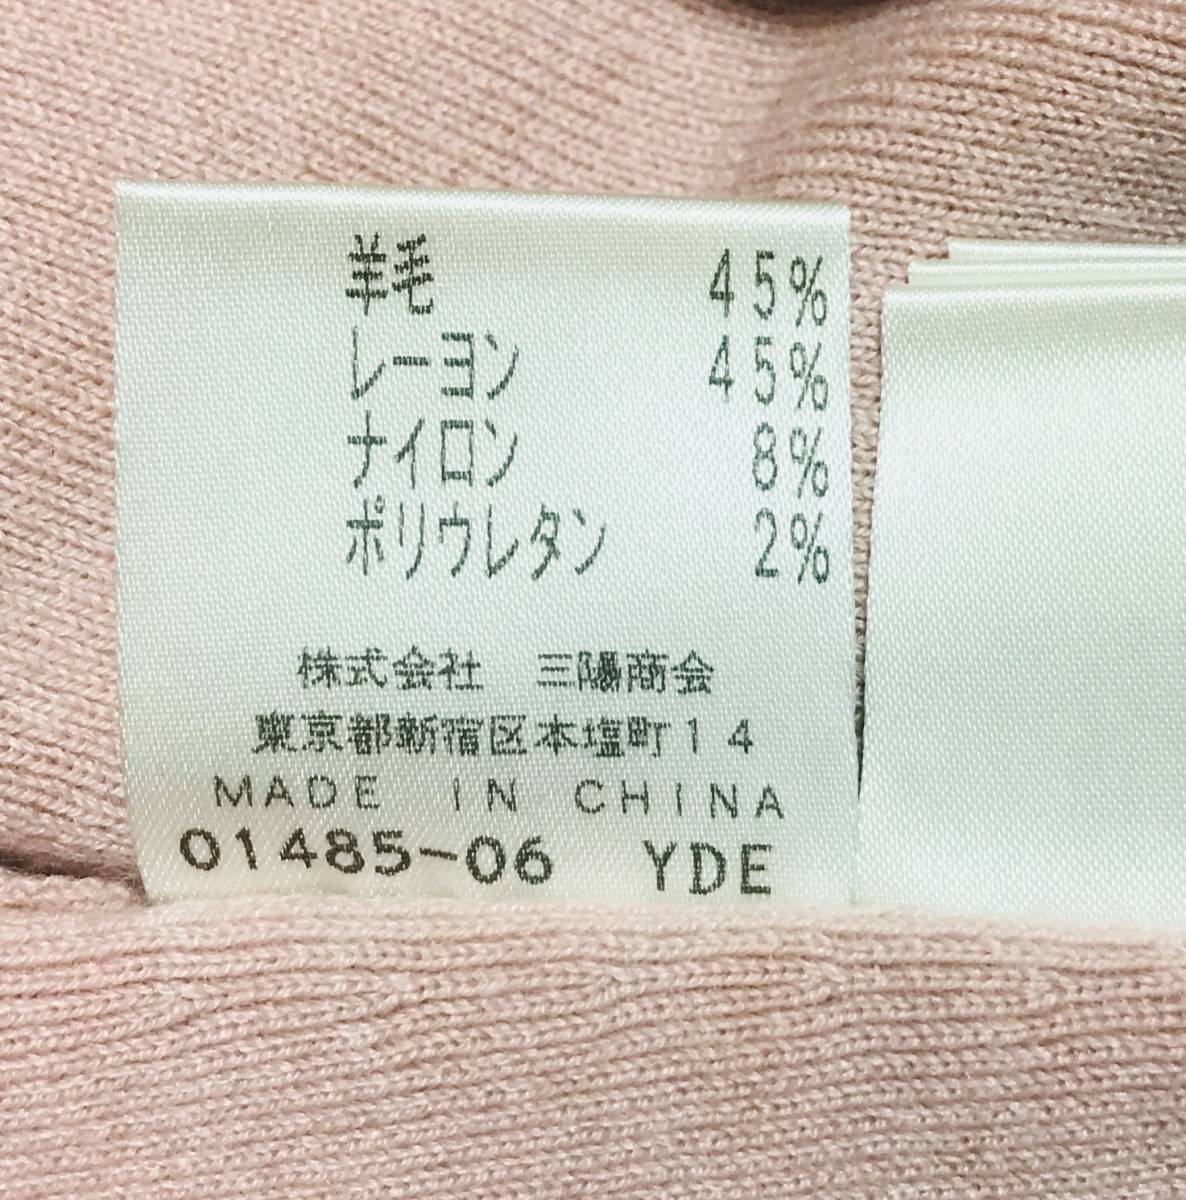 羊毛 45%
レーヨン 45%
ナイロン 8%
ポリウレタン 2%
株式会社　三陽商会
東京都新宿区本塩町14
MADE IN CHINA
01485-06 YDE